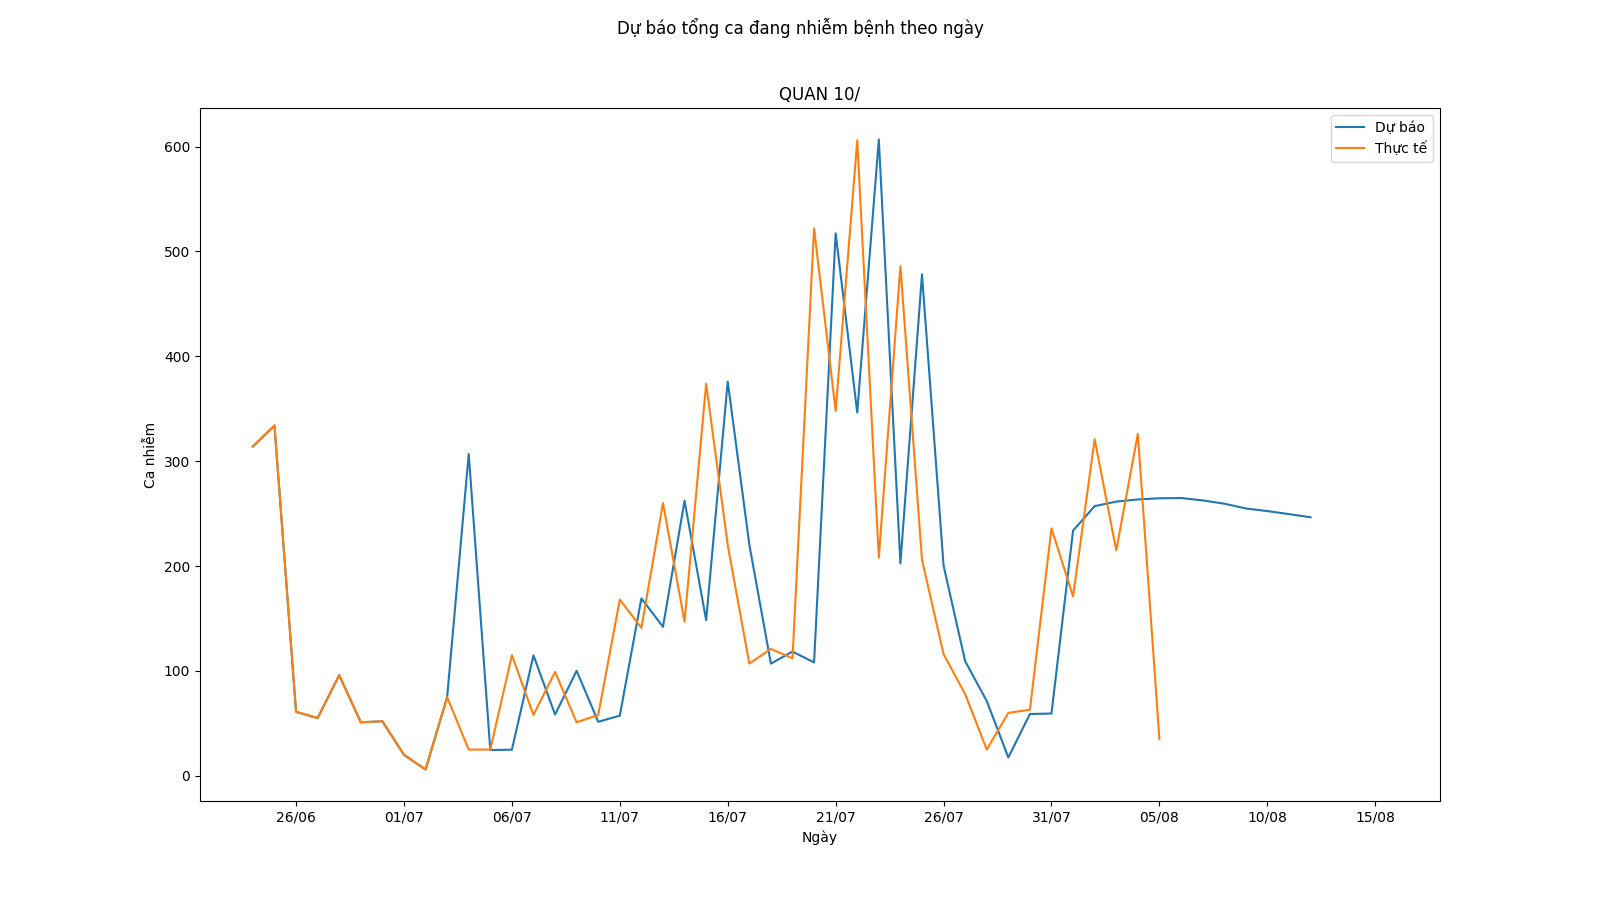 Dự báo tổng ca đang nhiễm bệnh theo ngày
QUAN 10/
Dự báo
Thực tế
600
500
400
300
200
100
0
Ca nhiễm
26/06 01/07 06/07 11/07 16/07 21/07 26/07 31/07 05/08 10/08 15/08
Ngày